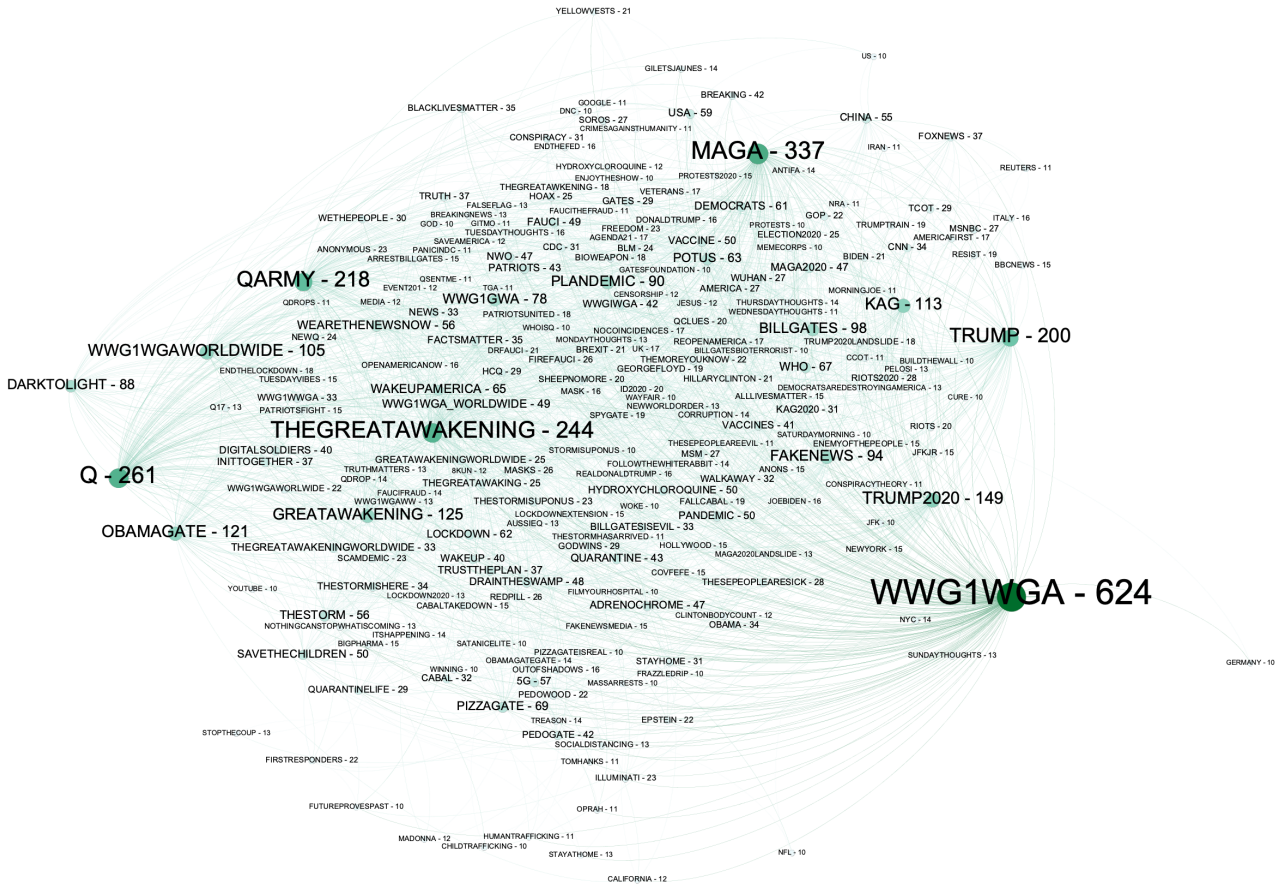 YELLOWVESTS - 21
US - 10
GILETSJAUNES - 14
BREAKING - 42
GOOGLE - 11
BLACKLIVESMATTER - 35
DNC - 10
USA - 59
SOROS - 27
CHINA - 55
CRIMESAGAINSTHUMANITY - 11
CONSPIRACY - 31
FOXNEWS - 37
ENDTHEFED - 16
IRAN - 11
MAGA - 337
HYDROXYCLOROQUINE - 12
REUTERS - 11
ANTIFA - 14
ENJOYTHESHOW - 10
PROTESTS2020 - 15
THEGREATAWKENING - 18
VETERANS - 17
TRUTH - 37
HOAX - 25
GATES - 29
FALSEFLAG - 13
DEMOCRATS - 61
NRA - 11
TCOT - 29
BREAKINGNEWS - 13
FAUCITHEFRAUD - 11
GOP - 22
WETHEPEOPLE - 30
FAUCI - 49
DONALDTRUMP - 16
ITALY - 16
GOD - 10
GITMO - 11
FREEDOM - 23
PROTESTS - 10
TRUMPTRAIN - 19
MSNBC - 27
TUESDAYTHOUGHTS - 16
AGENDA21 - 17
ELECTION2020 - 25
AMERICAFIRST - 17
SAVEAMERICA - 12
VACCINE - 50
ANONYMOUS - 23
PANICINDC - 11
CDC - 31
BLM - 24
MEMECORPS - 10
CNN - 34
RESIST - 19
ARRESTBILLGATES - 15
NWO - 47
BIOWEAPON - 18
POTUS - 63
BIDEN - 21
BBCNEWS - 15
PATRIOTS - 43
GATESFOUNDATION - 10
MAGA2020 - 47
QARMY - 218
QSENTME - 11
PLANDEMIC - 90
WUHAN - 27
EVENT201 - 12
TGA - 11
AMERICA - 27
MORNINGJOE - 11
CENSORSHIP - 12
QDROPS - 11
MEDIA - 12
WWG1GWA - 78
WWGIWGA - 42
JESUS - 12
THURSDAYTHOUGHTS - 14
KAG - 113
NEWS - 33
PATRIOTSUNITED - 18
WEDNESDAYTHOUGHTS - 11
WEARETHENEWSNOW - 56
WHOISQ - 10
QCLUES - 20
BILLGATES - 98
NOCOINCIDENCES - 17
NEWQ - 24
FACTSMATTER - 35
MONDAYTHOUGHTS - 13
REOPENAMERICA - 17
TRUMP2020LANDSLIDE - 18
TRUMP - 200
WWG1WGAWORLDWIDE - 105
DRFAUCI - 21
BREXIT - 21
UK - 17
BILLGATESBIOTERRORIST - 10
OPENAMERICANOW - 16
FIREFAUCI - 26
THEMOREYOUKNOW - 22
CCOT - 11
BUILDTHEWALL - 10
ENDTHELOCKDOWN - 18
HCQ - 29
GEORGEFLOYD - 19
WHO - 67
PELOSI - 13
TUESDAYVIBES - 15
SHEEPNOMORE - 20
HILLARYCLINTON - 21
RIOTS2020 - 28
DARKTOLIGHT - 88
WAKEUPAMERICA - 65
MASK - 16
ID2020 - 20
DEMOCRATSAREDESTROYINGAMERICA - 13
WWG1WWGA - 33
WAYFAIR - 10
ALLLIVESMATTER - 15
CURE - 10
Q17 - 13
WWG1WGA_WORLDWIDE - 49
NEWWORLDORDER - 13
PATRIOTSFIGHT - 15
SPYGATE - 19
CORRUPTION - 14
KAG2020 - 31
THEGREATAWAKENING - 244
VACCINES - 41
RIOTS - 20
SATURDAYMORNING - 10
THESEPEOPLEAREEVIL - 11
ENEMYOFTHEPEOPLE - 15
DIGITALSOLDIERS - 40
STORMISUPONUS - 10
MSM - 27
FAKENEWS - 94
JFKJR - 15
INITTOGETHER - 37
GREATAWAKENINGWORLDWIDE - 25
FOLLOWTHEWHITERABBIT - 14
TRUTHMATTERS - 13
8KUN - 12
MASKS - 26
ANONS - 15
Q - 261
QDROP - 14
THEGREATAWAKING - 25
REALDONALDTRUMP - 16
WALKAWAY - 32
CONSPIRACYTHEORY - 11
WWG1WGAWORLWIDE - 22
FAUCIFRAUD - 14
HYDROXYCHLOROQUINE - 50
WWG1WGAWW - 13
THESTORMISUPONUS - 23
FALLCABAL - 19
JOEBIDEN - 16
TRUMP2020 - 149
WOKE - 10
GREATAWAKENING - 125
LOCKDOWNEXTENSION - 15
PANDEMIC - 50
AUSSIEQ - 13
BILLGATESISEVIL - 33
JFK - 10
OBAMAGATE - 121
LOCKDOWN - 62
THESTORMHASARRIVED - 11
THEGREATAWAKENINGWORLDWIDE - 33
GODWINS - 29
HOLLYWOOD - 15
NEWYORK - 15
SCAMDEMIC - 23
WAKEUP - 40
QUARANTINE - 43
MAGA2020LANDSLIDE - 13
TRUSTTHEPLAN - 37
COVFEFE - 15
DRAINTHESWAMP - 48
THESEPEOPLEARESICK - 28
YOUTUBE - 10
THESTORMISHERE - 34
FILMYOURHOSPITAL - 10
WWG1WGA - 624
LOCKDOWN2020 - 13
REDPILL - 26
CABALTAKEDOWN - 15
ADRENOCHROME - 47
THESTORM - 56
CLINTONBODYCOUNT - 12
NYC - 14
NOTHINGCANSTOPWHATISCOMING - 13
FAKENEWSMEDIA - 15
OBAMA - 34
ITSHAPPENING - 14
BIGPHARMA - 15
SATANICELITE - 10
SAVETHECHILDREN - 50
PIZZAGATEISREAL - 10
SUNDAYTHOUGHTS - 13
OBAMAGATEGATE - 14
STAYHOME - 31
GERMANY - 10
WINNING - 10
OUTOFSHADOWS - 16
CABAL - 32
FRAZZLEDRIP - 10
5G - 57
MASSARRESTS - 10
QUARANTINELIFE - 29
PEDOWOOD - 22
PIZZAGATE - 69
TREASON - 14
EPSTEIN - 22
STOPTHECOUP - 13
PEDOGATE - 42
SOCIALDISTANCING - 13
FIRSTRESPONDERS - 22
TOMHANKS - 11
ILLUMINATI - 23
FUTUREPROVESPAST - 10
OPRAH - 11
MADONNA - 12
HUMANTRAFFICKING - 11
CHILDTRAFFICKING - 10
STAYATHOME - 13
NFL - 10
CALIFORNIA - 12